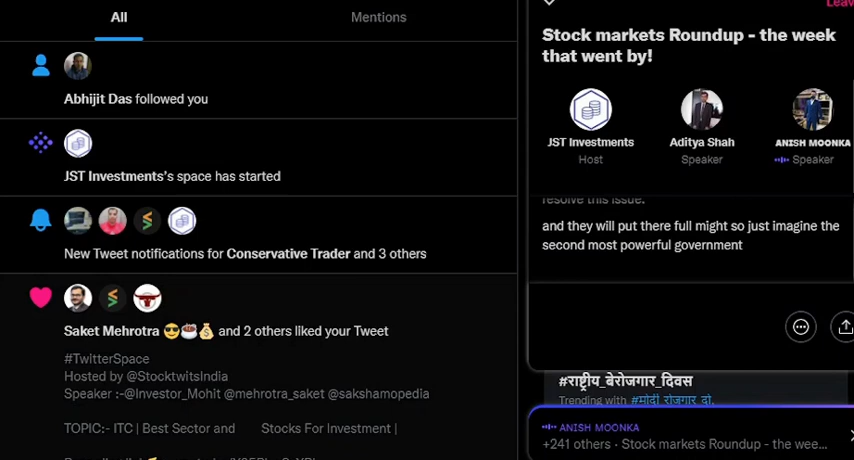 All
Mentions
Abhijit Das followed you
JST Investments's space has started
New Tweet notifications for Conservative Trader and 3 others
Saket Mehrotra 😎🍲💰 and 2 others liked your Tweet
#TwitterSpace
Hosted by @StocktwitsIndia
Speaker :-@Investor_Mohit @mehrotra_saket @sakshamopedia
TOPIC:- ITC | Best Sector and Stocks For Investment |
Leav
Stock markets Roundup - the week
that went by!
JST Investments
Host
Aditya Shah
Speaker
ANISH MOONKA
Speaker
resolve this issue.
and they will put there full might so just imagine the
second most powerful government
#राष्ट्रीय_बेरोजगार_दिवस
Trending with #मोदी_रोजगार_दो,
ANISH MOONKA
+241 others · Stock markets Roundup - the wee...